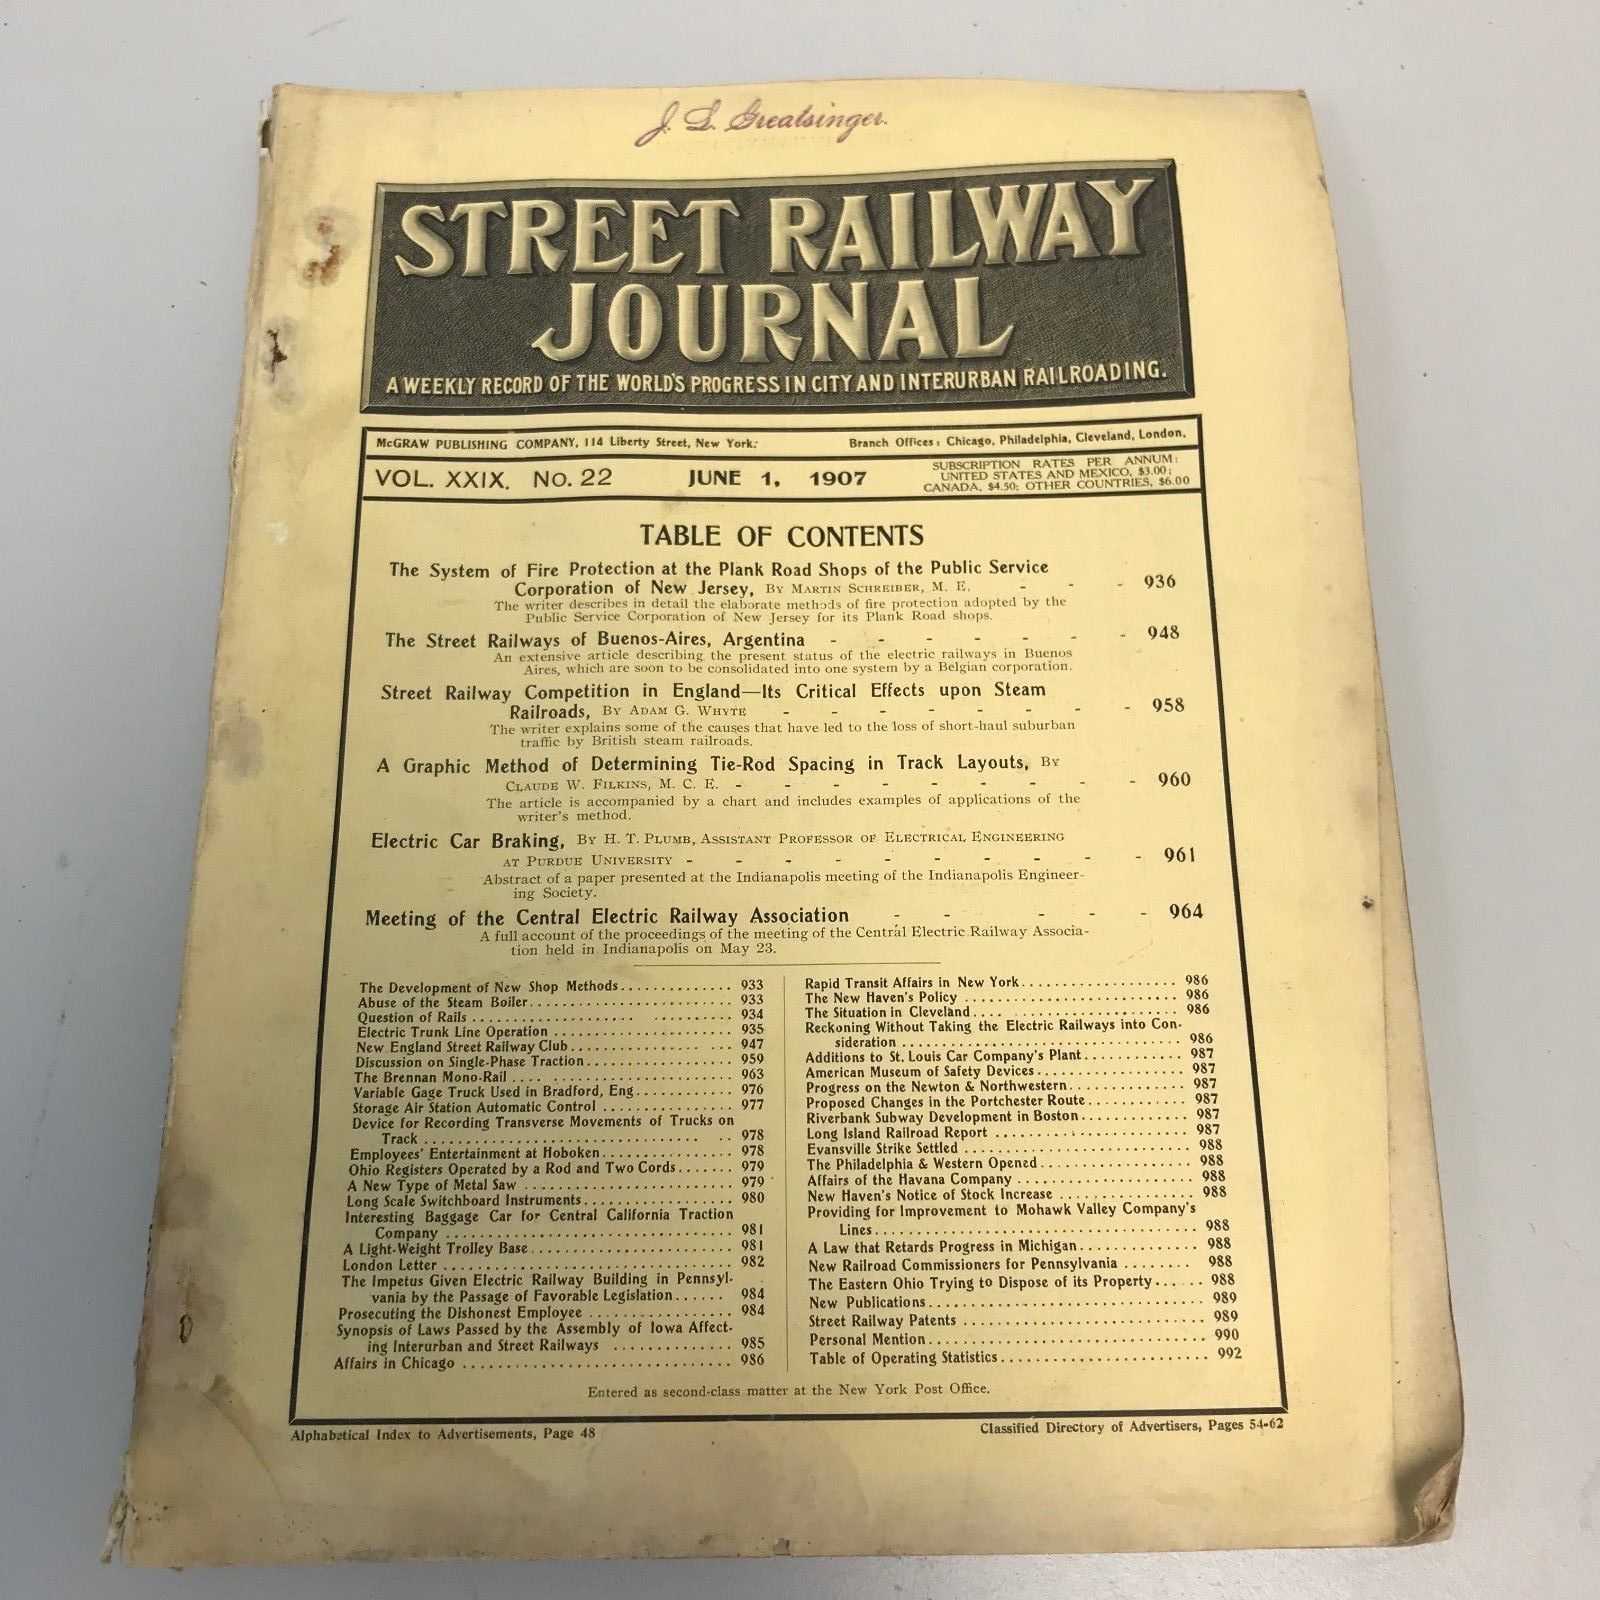 J. L. Greatsinger.
STREET RAILWAY
JOURNAL
A WEEKLY RECORD OF THE WORLD'S PROGRESS IN CITY AND INTERURBAN RAILROADING.
McGRAW PUBLISHING COMPANY, 114 Liberty Street, New York. Branch Offices: Chicago, Philadelphia, Cleveland, London.
VOL. XXIX. No. 22 JUNE 1, 1907
SUBSCRIPTION RATES PER ANNUM:
UNITED STATES AND MEXICO, $3.00;
CANADA, $4.50; OTHER COUNTRIES, $6.00
TABLE OF CONTENTS
The System of Fire Protection at the Plank Road Shops of the Public Service
Corporation of New Jersey, By Martin Schreiber, M. E. - - - 936
The writer describes in detail the elaborate methods of fire protection adopted by the
Public Service Corporation of New Jersey for its Plank Road shops.
The Street Railways of Buenos-Aires, Argentina - - - - - - - 948
An extensive article describing the present status of the electric railways in Buenos
Aires, which are soon to be consolidated into one system by a Belgian corporation.
Street Railway Competition in England—Its Critical Effects upon Steam
Railroads, By Adam G. Whyte - - - - - - - - 958
The writer explains some of the causes that have led to the loss of short-haul suburban
traffic by British steam railroads.
A Graphic Method of Determining Tie-Rod Spacing in Track Layouts, By
Claude W. Filkins, M. C. E. - - - - - - - - - 960
The article is accompanied by a chart and includes examples of applications of the
writer's method.
Electric Car Braking, By H. T. Plumb, Assistant Professor of Electrical Engineering
at Purdue University - - - - - - - - - - 961
Abstract of a paper presented at the Indianapolis meeting of the Indianapolis Engineer-
ing Society.
Meeting of the Central Electric Railway Association - - - - - 964
A full account of the proceedings of the meeting of the Central Electric Railway Associa-
tion held in Indianapolis on May 23.
The Development of New Shop Methods.............. 933
Abuse of the Steam Boiler.......................... 933
Question of Rails .................... .......... 934
Electric Trunk Line Operation ...................... 935
New England Street Railway Club................ ... 947
Discussion on Single-Phase Traction.................. 959
The Brennan Mono-Rail .... ...................... 963
Variable Gage Truck Used in Bradford, Eng............ 976
Storage Air Station Automatic Control ................ 977
Device for Recording Transverse Movements of Trucks on
Track .................................. .. 978
Employees' Entertainment at Hoboken................ 978
Ohio Registers Operated by a Rod and Two Cords....... 979
A New Type of Metal Saw .......................... 979
Long Scale Switchboard Instruments.................. 980
Interesting Baggage Car for Central California Traction
Company .................................... 981
A Light-Weight Trolley Base......................... 981
London Letter .................................... 982
The Impetus Given Electric Railway Building in Pennsyl-
vania by the Passage of Favorable Legislation...... 984
Prosecuting the Dishonest Employee ................. 984
Synopsis of Laws Passed by the Assembly of Iowa Affect-
ing Interurban and Street Railways .............. 985
Affairs in Chicago ................................. 986
Rapid Transit Affairs in New York................... 986
The New Haven's Policy ........................... 986
The Situation in Cleveland.... ...................... 986
Reckoning Without Taking the Electric Railways into Con-
sideration .................................. 986
Additions to St. Louis Car Company's Plant............ 987
American Museum of Safety Devices.................. 987
Progress on the Newton & Northwestern.............. 987
Proposed Changes in the Portchester Route............ 987
Riverbank Subway Development in Boston............. 987
Long Island Railroad Report ........................ 987
Evansville Strike Settled ............................ 988
The Philadelphia & Western Opened.................. 988
Affairs of the Havana Company ...................... 988
New Haven's Notice of Stock Increase ................ 988
Providing for Improvement to Mohawk Valley Company's
Lines....................................... 988
A Law that Retards Progress in Michigan.............. 988
New Railroad Commissioners for Pennsylvania ........ 988
The Eastern Ohio Trying to Dispose of its Property...... 988
New Publications................................... 989
Street Railway Patents .............................. 989
Personal Mention................................... 990
Table of Operating Statistics.......................... 992
Entered as second-class matter at the New York Post Office.
Alphabetical Index to Advertisements, Page 48 Classified Directory of Advertisers, Pages 54-62